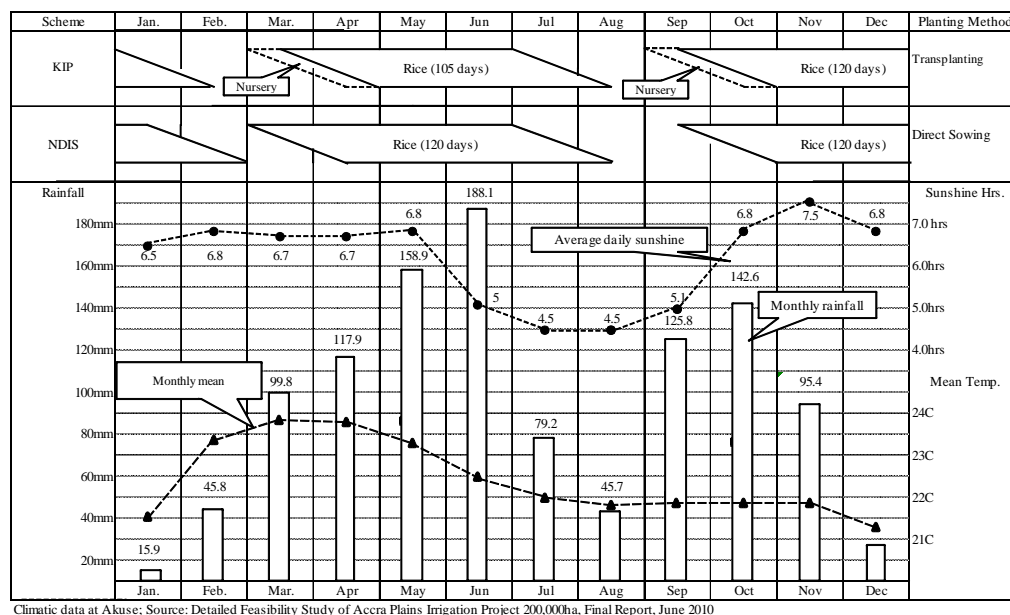 Scheme Jan. Feb. Mar. Apr May Jun Jul Aug Sep Oct Nov Dec Planting Method
KIP Rice (105 days) Rice (120 days) Transplanting
Nursery Nursery
NDIS Rice (120 days) Rice (120 days) Direct Sowing
Rainfall Sunshine Hrs.
188.1
180mm 6.8 6.8 7.5 6.8 7.0 hrs
6.5 6.8 6.7 6.7 158.9 Average daily sunshine
160mm 142.6 6.0hrs
140mm 5 5.1 Monthly rainfall 5.0hrs
4.5 4.5 125.8
120mm 117.9 4.0hrs
Monthly mean 99.8 95.4 Mean Temp.
100mm 24C
80mm 79.2 23C
60mm 45.8 45.7 22C
40mm 21C
20mm 15.9
Jan. Feb. Mar. Apr May Jun Jul Aug Sep Oct Nov Dec
Climatic data at Akuse; Source: Detailed Feasibility Study of Accra Plains Irrigation Project 200,000ha, Final Report, June 2010